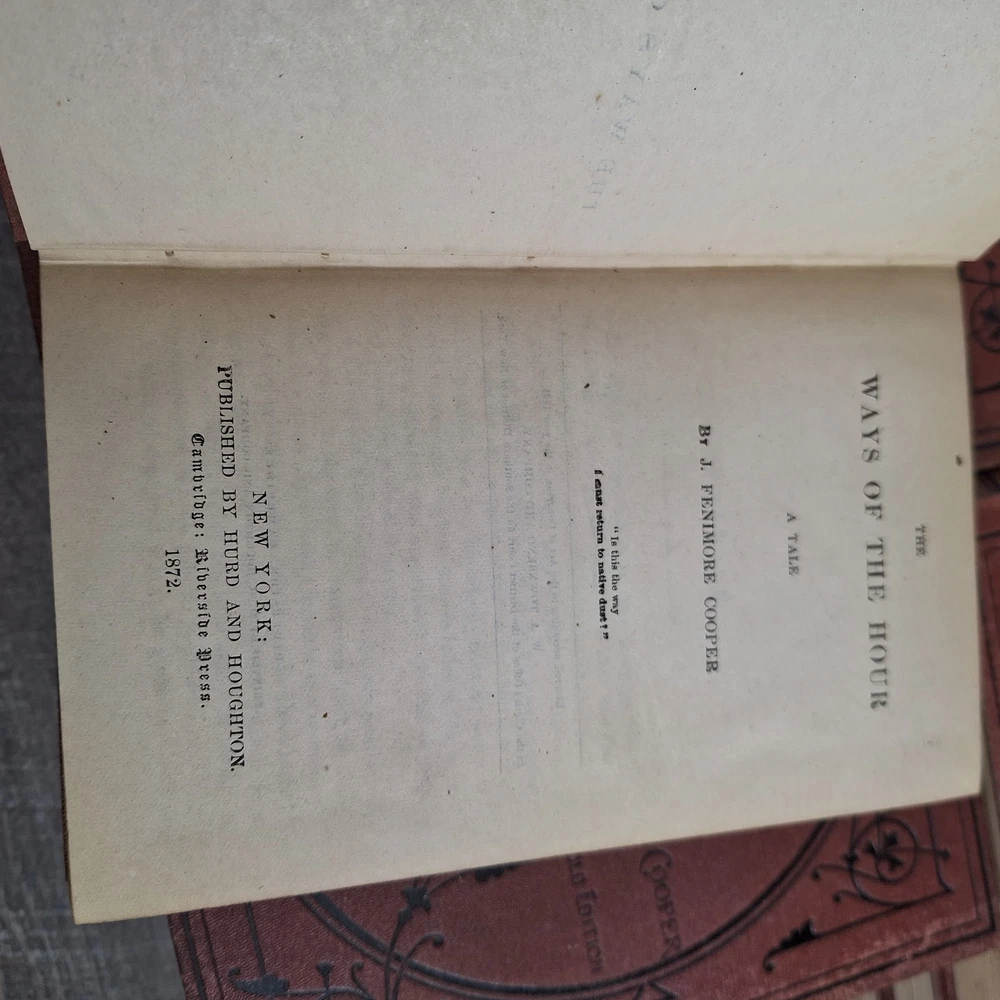 THE
WAYS OF THE HOUR
A TALE
BY J. FENIMORE COOPER
"Is this the way
I must return to native dust?"
NEW YORK:
PUBLISHED BY HURD AND HOUGHTON.
Cambridge: Riverside Press.
1872.
COOPER
EDITION